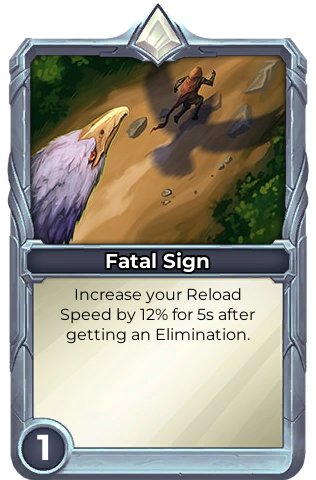 Fatal Sign
Increase your Reload
Speed by 12% for 5s after
getting an Elimination.
1